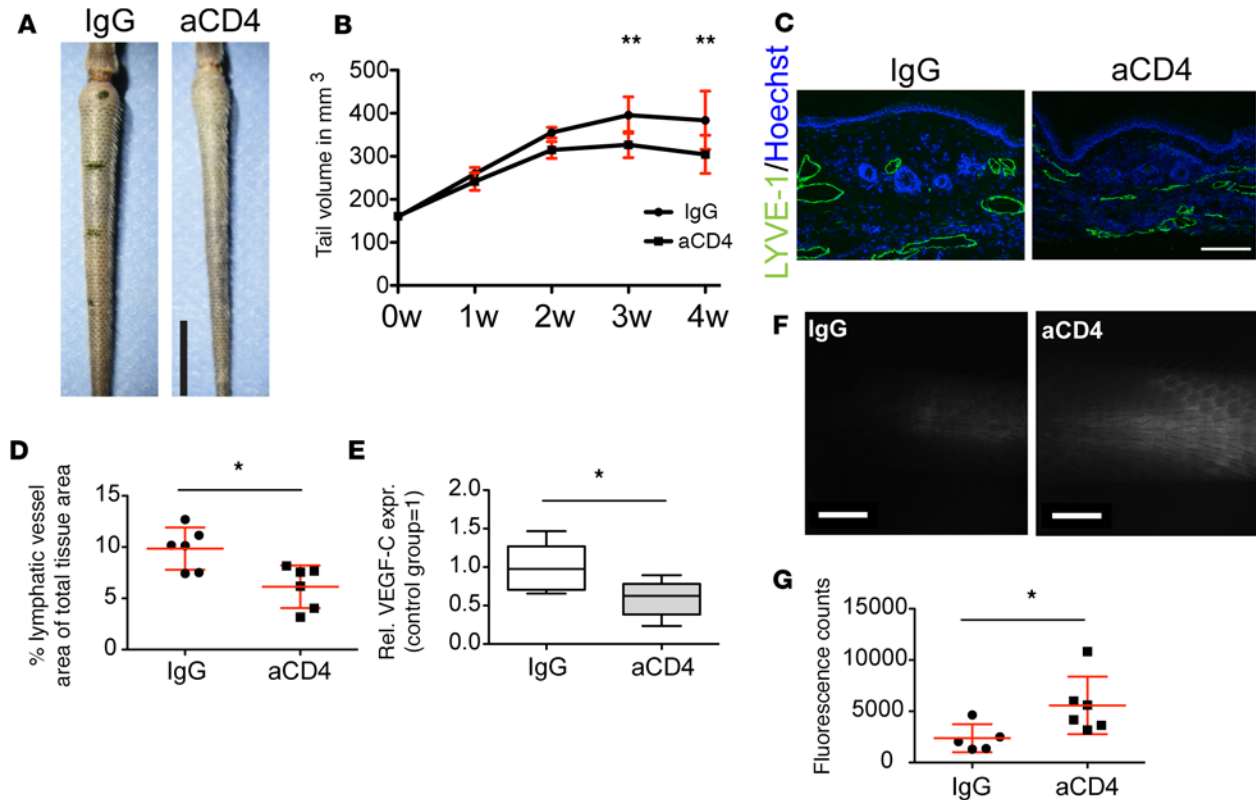 A
IgG
aCD4
B
**
**
500
400
300
200
100
0
Tail volume in mm 3
IgG
aCD4
0w
1w
2w
3w
4w
C
IgG
aCD4
LYVE-1/Hoechst
D
*
15
10
5
0
% lymphatic vessel
area of total tissue area
IgG
aCD4
E
*
2.0
1.5
1.0
0.5
0.0
Rel. VEGF-C expr.
(control group=1)
IgG
aCD4
F
IgG
aCD4
G
*
15000
10000
5000
0
Fluorescence counts
IgG
aCD4